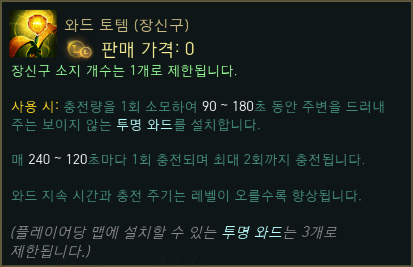 와드 토템 (장신구)
판매 가격: 0
장신구 소지 개수는 1개로 제한됩니다.
사용 시: 충전량을 1회 소모하여 90 ~ 180초 동안 주변을 드러내
주는 보이지 않는 투명 와드를 설치합니다.
매 240 ~ 120초마다 1회 충전되며 최대 2회까지 충전됩니다.
와드 지속 시간과 충전 주기는 레벨이 오를수록 향상됩니다.
(플레이어당 맵에 설치할 수 있는 투명 와드는 3개로
제한됩니다.)